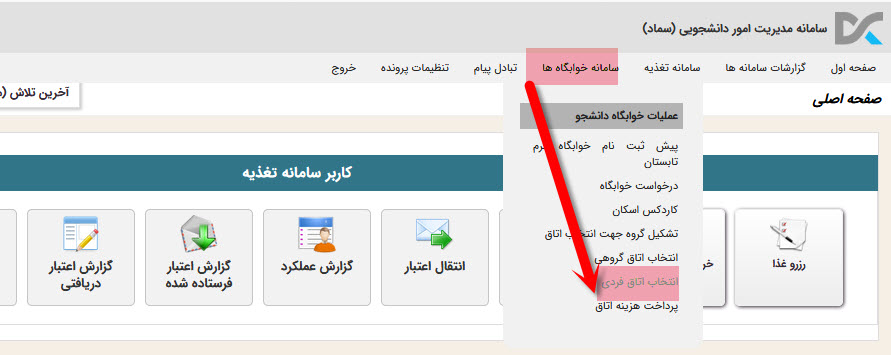 سامانه مدیریت امور دانشجویی (سماد)
صفحه اول
گزارشات سامانه ها
سامانه تغذیه
سامانه خوابگاه ها
تبادل پیام
تنظیمات پرونده
خروج
آخرین تلاش
صفحه اصلی
عملیات خوابگاه دانشجو
پیش ثبت نام خوابگاه
تابستان
درخواست خوابگاه
کاردکس اسکان
تشکیل گروه جهت انتخاب اتاق
انتخاب اتاق گروهی
انتخاب اتاق فردی
پرداخت هزینه اتاق
کاربر سامانه تغذیه
رزرو غذا
انتقال اعتبار
گزارش عملکرد
گزارش اعتبار
فرستاده شده
گزارش اعتبار
دریافتی